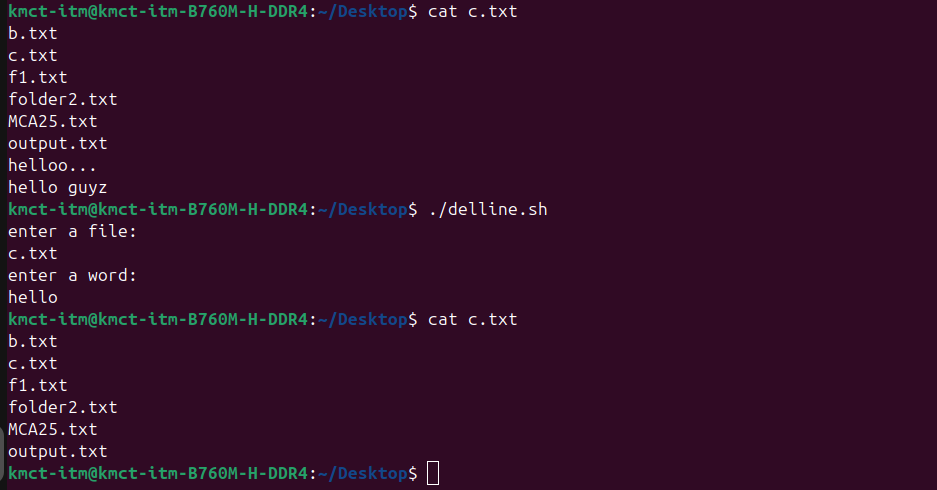 kmct-itm@kmct-itm-B760M-H-DDR4:~/Desktop$ cat c.txt
b.txt
c.txt
f1.txt
folder2.txt
MCA25.txt
output.txt
helloo...
hello guyz
kmct-itm@kmct-itm-B760M-H-DDR4:~/Desktop$ ./delline.sh
enter a file:
c.txt
enter a word:
hello
kmct-itm@kmct-itm-B760M-H-DDR4:~/Desktop$ cat c.txt
b.txt
c.txt
f1.txt
folder2.txt
MCA25.txt
output.txt
kmct-itm@kmct-itm-B760M-H-DDR4:~/Desktop$